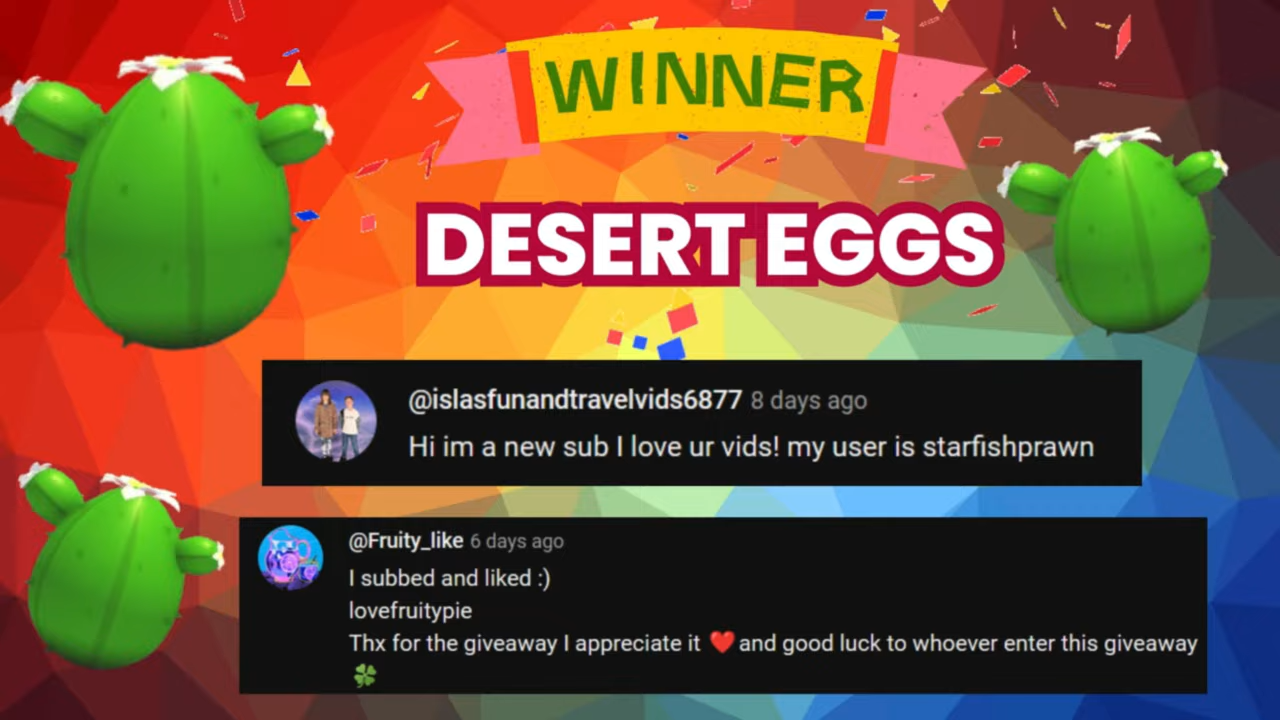 WINNER
DESERT EGGS
@islasfunandtravelvids6877 8 days ago
Hi im a new sub I love ur vids! my user is starfishprawn
@Fruity_like 6 days ago
I subbed and liked :)
lovefruitypie
Thx for the giveaway I appreciate it ❤️ and good luck to whoever enter this giveaway
🍀